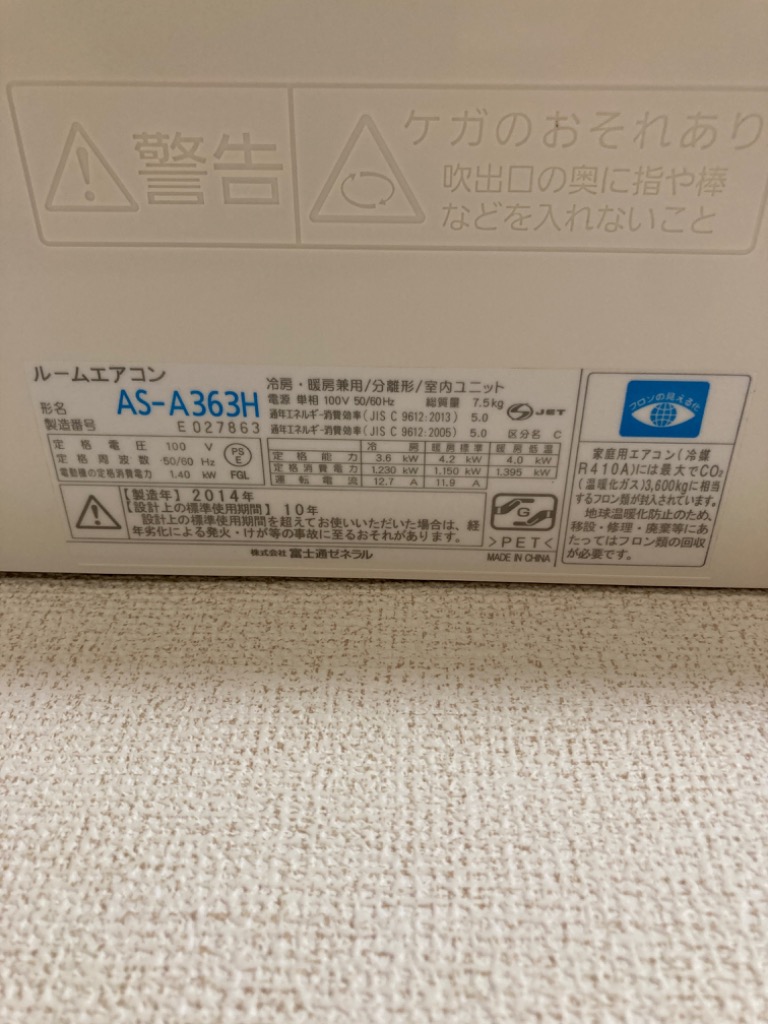 警告
ケガのおそれあり
吹出口の奥に指や棒
などを入れないこと
ルームエアコン
形名 AS-A363H
製造番号 E 027863
冷房・暖房兼用/分離形/室内ユニット
電源 単相 100V 50/60Hz 総質量 7.5kg
通年エネルギー消費効率(JIS C 9612:2013) 5.0
通年エネルギー消費効率(JIS C 9612:2005) 5.0 区分名 C
JET
定格電圧 100 V
定格周波数 50/60 Hz
電動機の定格消費電力 1.40 kW
PS
E
FGL
冷房 暖房標準 暖房低温
定格能力 3.6 kW 4.2 kW 4.0 kW
定格消費電力 1,230 kW 1,150 kW 1,395 kW
運転電流 12.7 A 11.9 A
【製造年】2014年
【設計上の標準使用期間】10年
設計上の標準使用期間を超えてお使いいただいた場合は、経
年劣化による発火・けが等の事故に至るおそれがあります。
G
>PET<
株式会社 富士通ゼネラル
MADE IN CHINA
フロンの見える化
家庭用エアコン(冷媒
R410A)には最大でCO₂
(温暖化ガス)3,600kgに相当
するフロン類が封入されています。
地球温暖化防止のため、
移設・修理・廃棄等にあ
たってはフロン類の回収
が必要です。